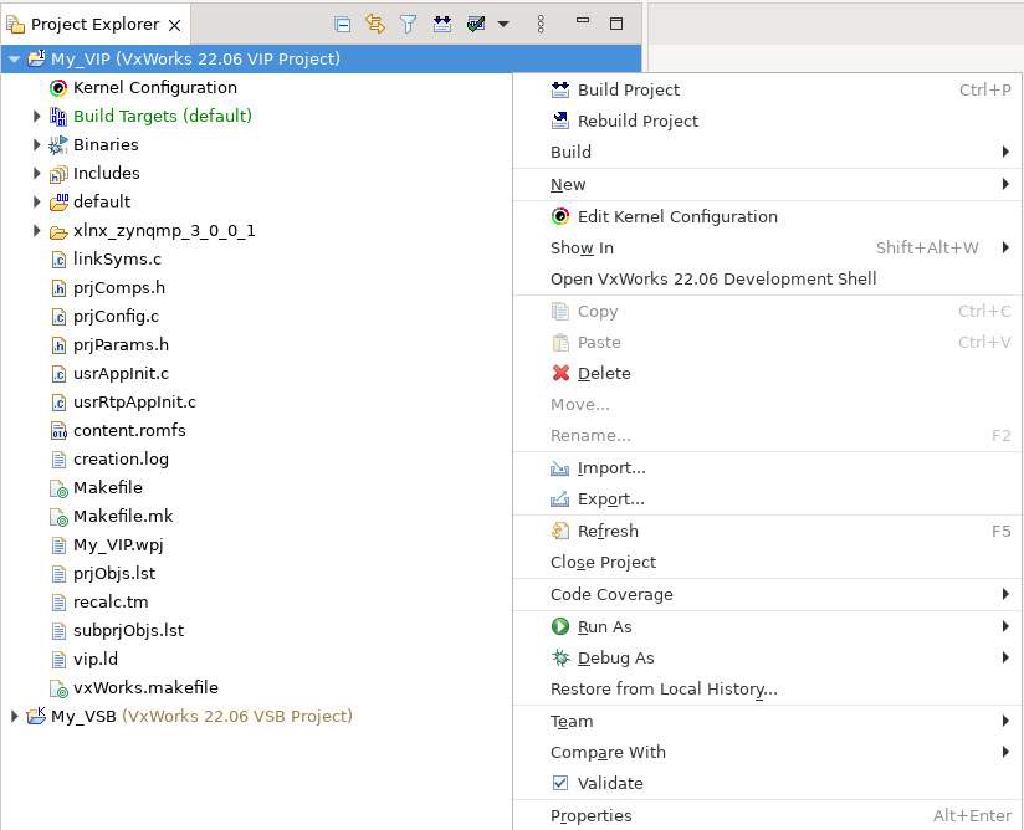 Project Explorer
My_VIP (VxWorks 22.06 VIP Project)
Kernel Configuration
Build Targets (default)
Binaries
Includes
default
xlnx_zynqmp_3_0_0_1
linkSyms.c
prjComps.h
prjConfig.c
prjParams.h
usrAppInit.c
usrRtpAppInit.c
content.romfs
creation.log
Makefile
Makefile.mk
My_VIP.wpj
prjObjs.lst
recalc.tm
subprjObjs.lst
vip.ld
vxWorks.makefile
My_VSB (VxWorks 22.06 VSB Project)
Build Project Ctrl+P
Rebuild Project
Build
New
Edit Kernel Configuration
Show In Shift+Alt+W
Open VxWorks 22.06 Development Shell
Copy Ctrl+C
Paste Ctrl+V
Delete
Move...
Rename... F2
Import...
Export...
Refresh F5
Close Project
Code Coverage
Run As
Debug As
Restore from Local History...
Team
Compare With
Validate
Properties Alt+Enter